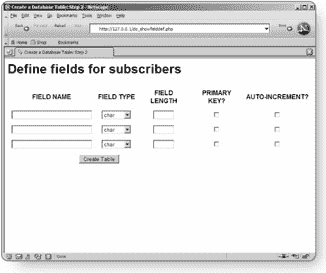 Create a Database Table: Step 2 - Netscape
File Edit View Go Bookmarks Tools Window Help
http://127.0.0.1/do_showfielddef.php
Home Bookmarks
Create a Database Table: Step 2
Define fields for subscribers
FIELD NAME FIELD TYPE FIELD LENGTH PRIMARY KEY? AUTO-INCREMENT?
char
char
char
Create Table
Done